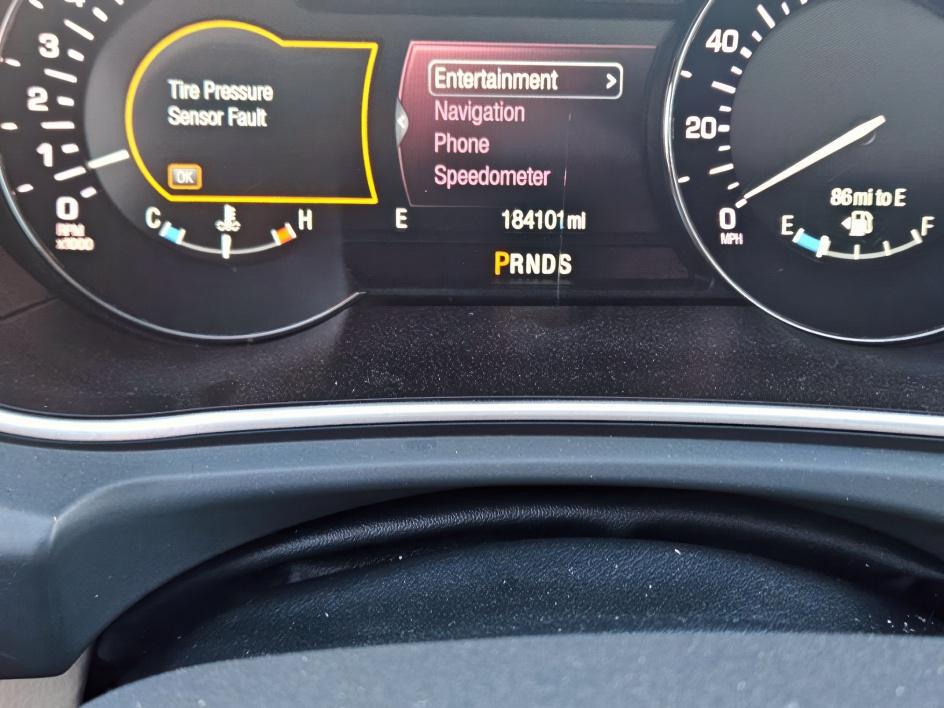 3
2
1
0
RPM
x1000
Tire Pressure
Sensor Fault
OK
C
H
Entertainment >
Navigation
Phone
Speedometer
E
184101 mi
PRNDS
40
20
0
MPH
86 mi to E
E
F